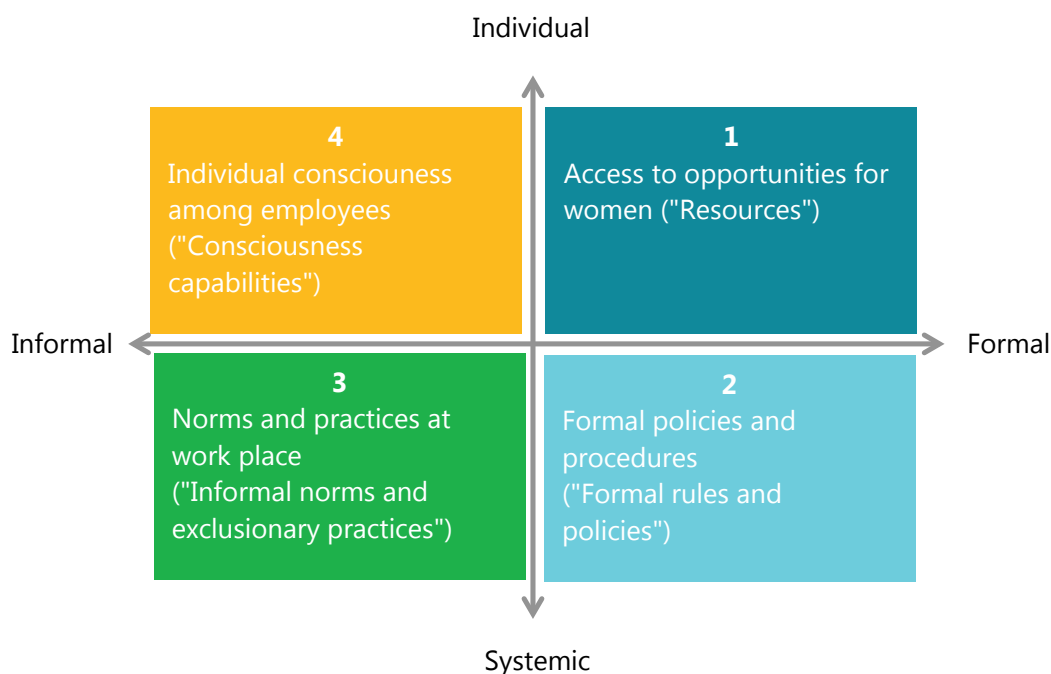 Individual
4
Individual consciouness
among employees
("Consciousness
capabilities")
1
Access to opportunities for
women ("Resources")
Informal
Formal
3
Norms and practices at
work place
("Informal norms and
exclusionary practices")
2
Formal policies and
procedures
("Formal rules and
policies")
Systemic